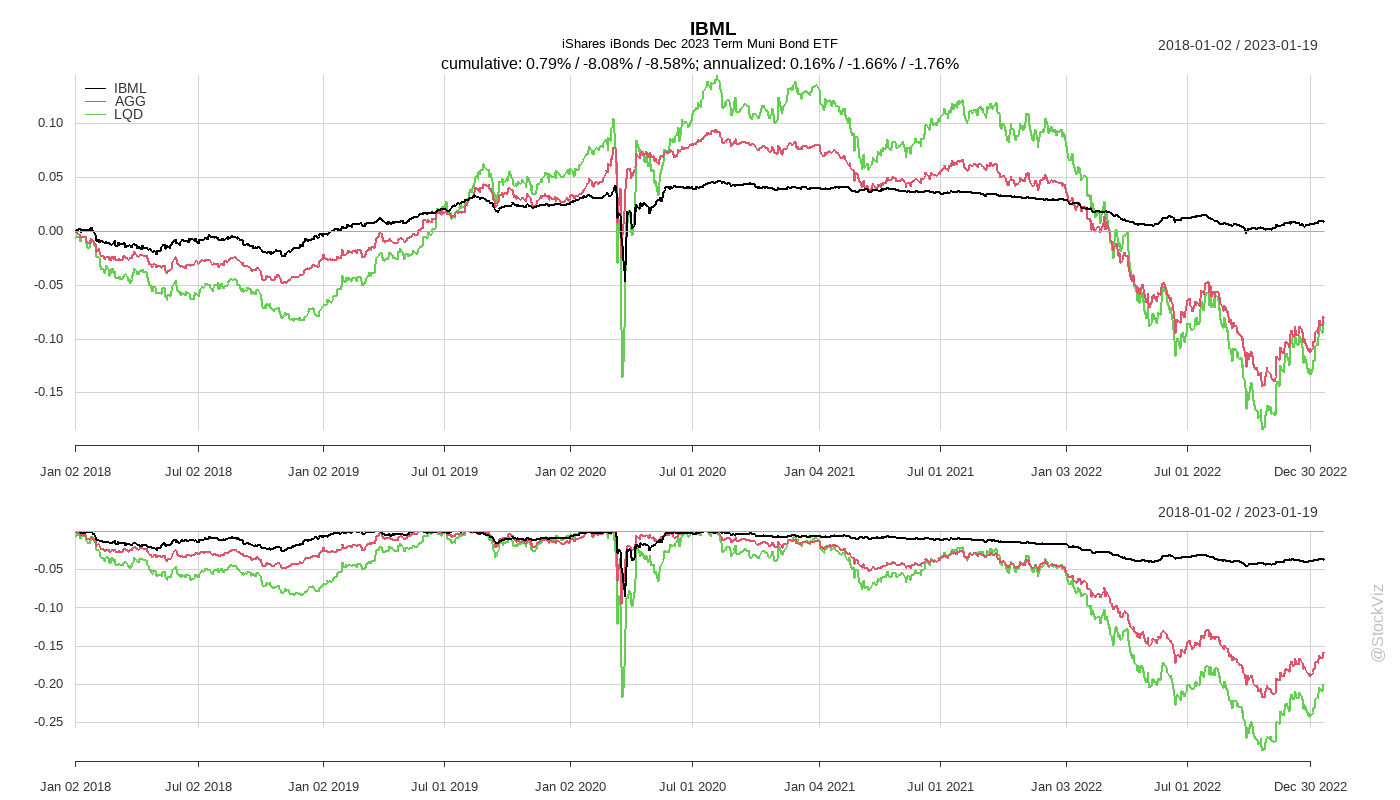 IBML
iShares iBonds Dec 2023 Term Muni Bond ETF
2018-01-02 / 2023-01-19
cumulative: 0.79% / -8.08% / -8.58%; annualized: 0.16% / -1.66% / -1.76%
IBML
AGG
LQD
0.10
0.05
0.00
-0.05
-0.10
-0.15
Jan 02 2018 Jul 02 2018 Jan 02 2019 Jul 01 2019 Jan 02 2020 Jul 01 2020 Jan 04 2021 Jul 01 2021 Jan 03 2022 Jul 01 2022 Dec 30 2022
2018-01-02 / 2023-01-19
-0.05
-0.10
-0.15
-0.20
-0.25
Jan 02 2018 Jul 02 2018 Jan 02 2019 Jul 01 2019 Jan 02 2020 Jul 01 2020 Jan 04 2021 Jul 01 2021 Jan 03 2022 Jul 01 2022 Dec 30 2022
@StockViz